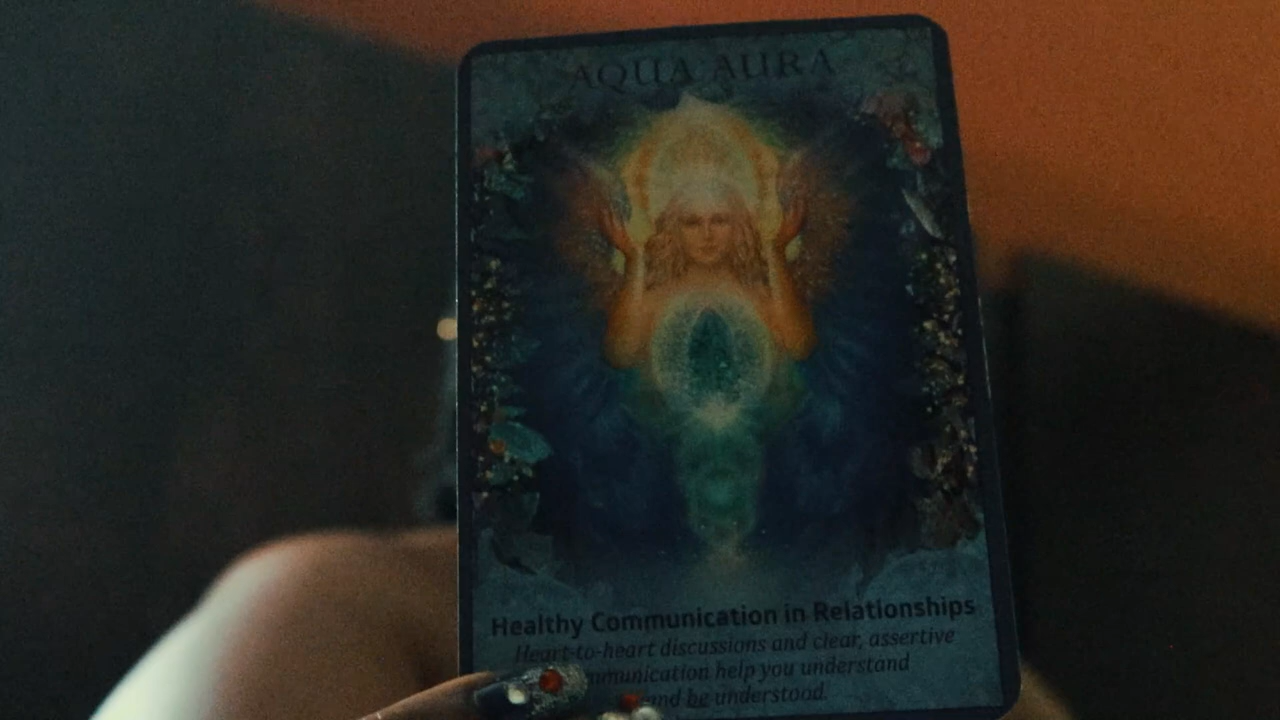 AQUA AURA
Healthy Communication in Relationships
Heart-to-heart discussions and clear, assertive
communication help you understand
and be understood.